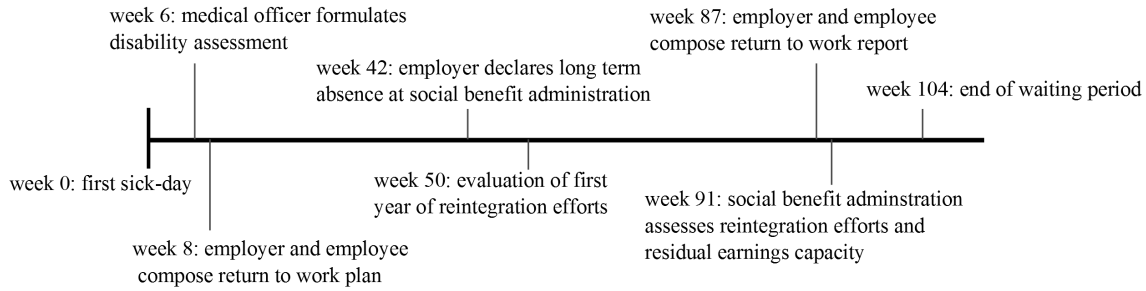 week 6: medical officer formulates
disability assessment
week 87: employer and employee
compose return to work report
week 42: employer declares long term
absence at social benefit administration
week 104: end of waiting period
week 0: first sick-day
week 50: evaluation of first
year of reintegration efforts
week 91: social benefit adminstration
assesses reintegration efforts and
residual earnings capacity
week 8: employer and employee
compose return to work plan